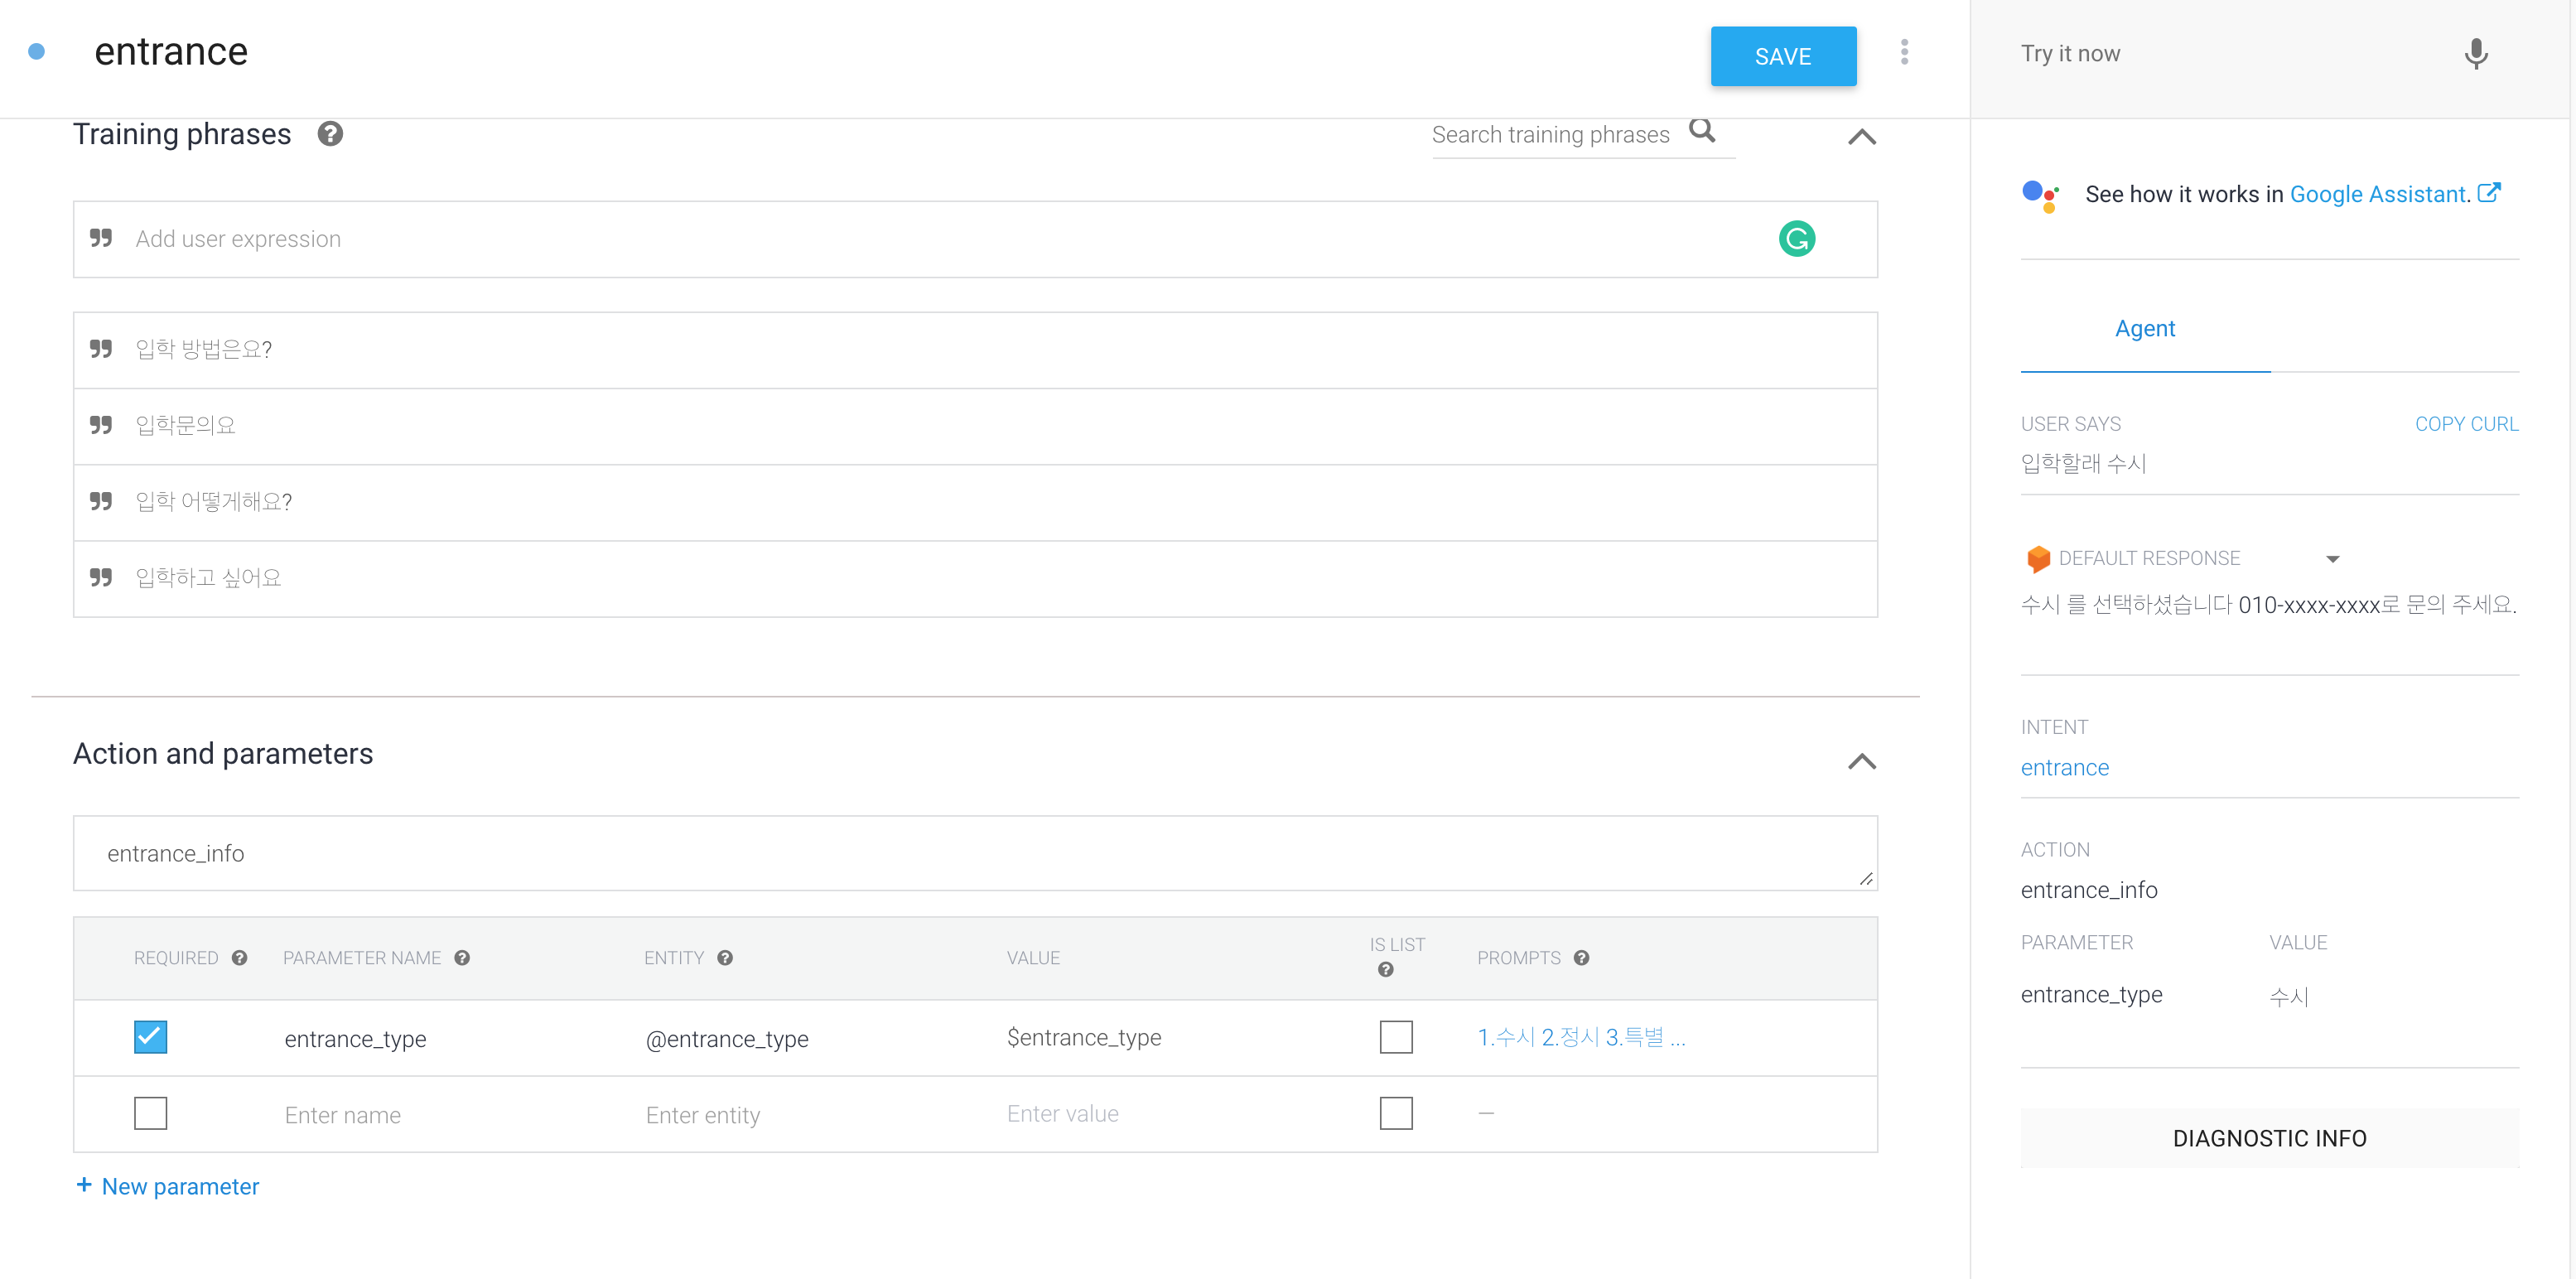 entrance
SAVE
Try it now
Training phrases
Search training phrases
See how it works in Google Assistant.
Add user expression
Agent
입학 방법은요?
입학문의요
입학 어떻게해요?
입학하고 싶어요
USER SAYS
COPY CURL
입학할래 수시
DEFAULT RESPONSE
수시 를 선택하셨습니다 010-xxxx-xxxx로 문의 주세요.
Action and parameters
INTENT
entrance
entrance_info
ACTION
entrance_info
REQUIRED PARAMETER NAME ENTITY VALUE IS LIST PROMPTS
PARAMETER VALUE
entrance_type @entrance_type $entrance_type 1.수시 2.정시 3.특별 ...
entrance_type 수시
Enter name Enter entity Enter value –
DIAGNOSTIC INFO
+ New parameter